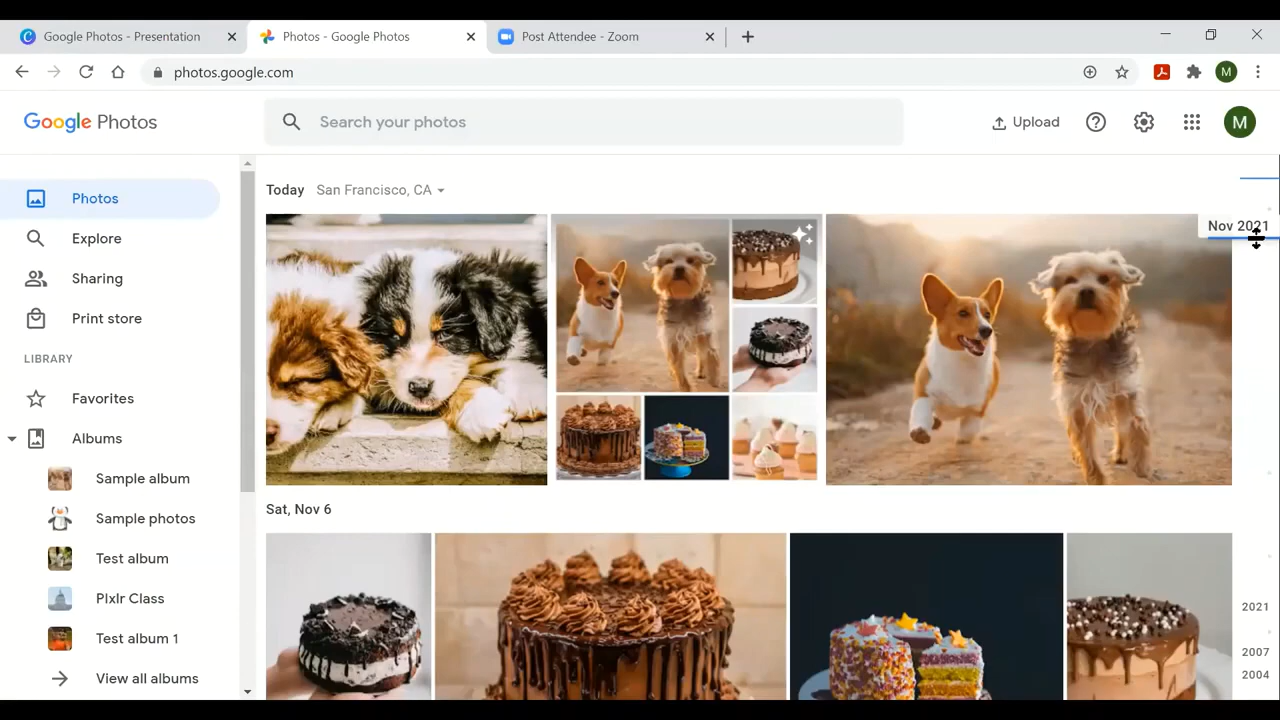 Google Photos - Presentation
Photos - Google Photos
Post Attendee - Zoom
photos.google.com
M
Google Photos
Search your photos
Upload
M
Photos
Explore
Sharing
Print store
LIBRARY
Favorites
Albums
Sample album
Sample photos
Test album
PIxlr Class
Test album 1
View all albums
Today San Francisco, CA
Nov 2021
Sat, Nov 6
2021
2007
2004